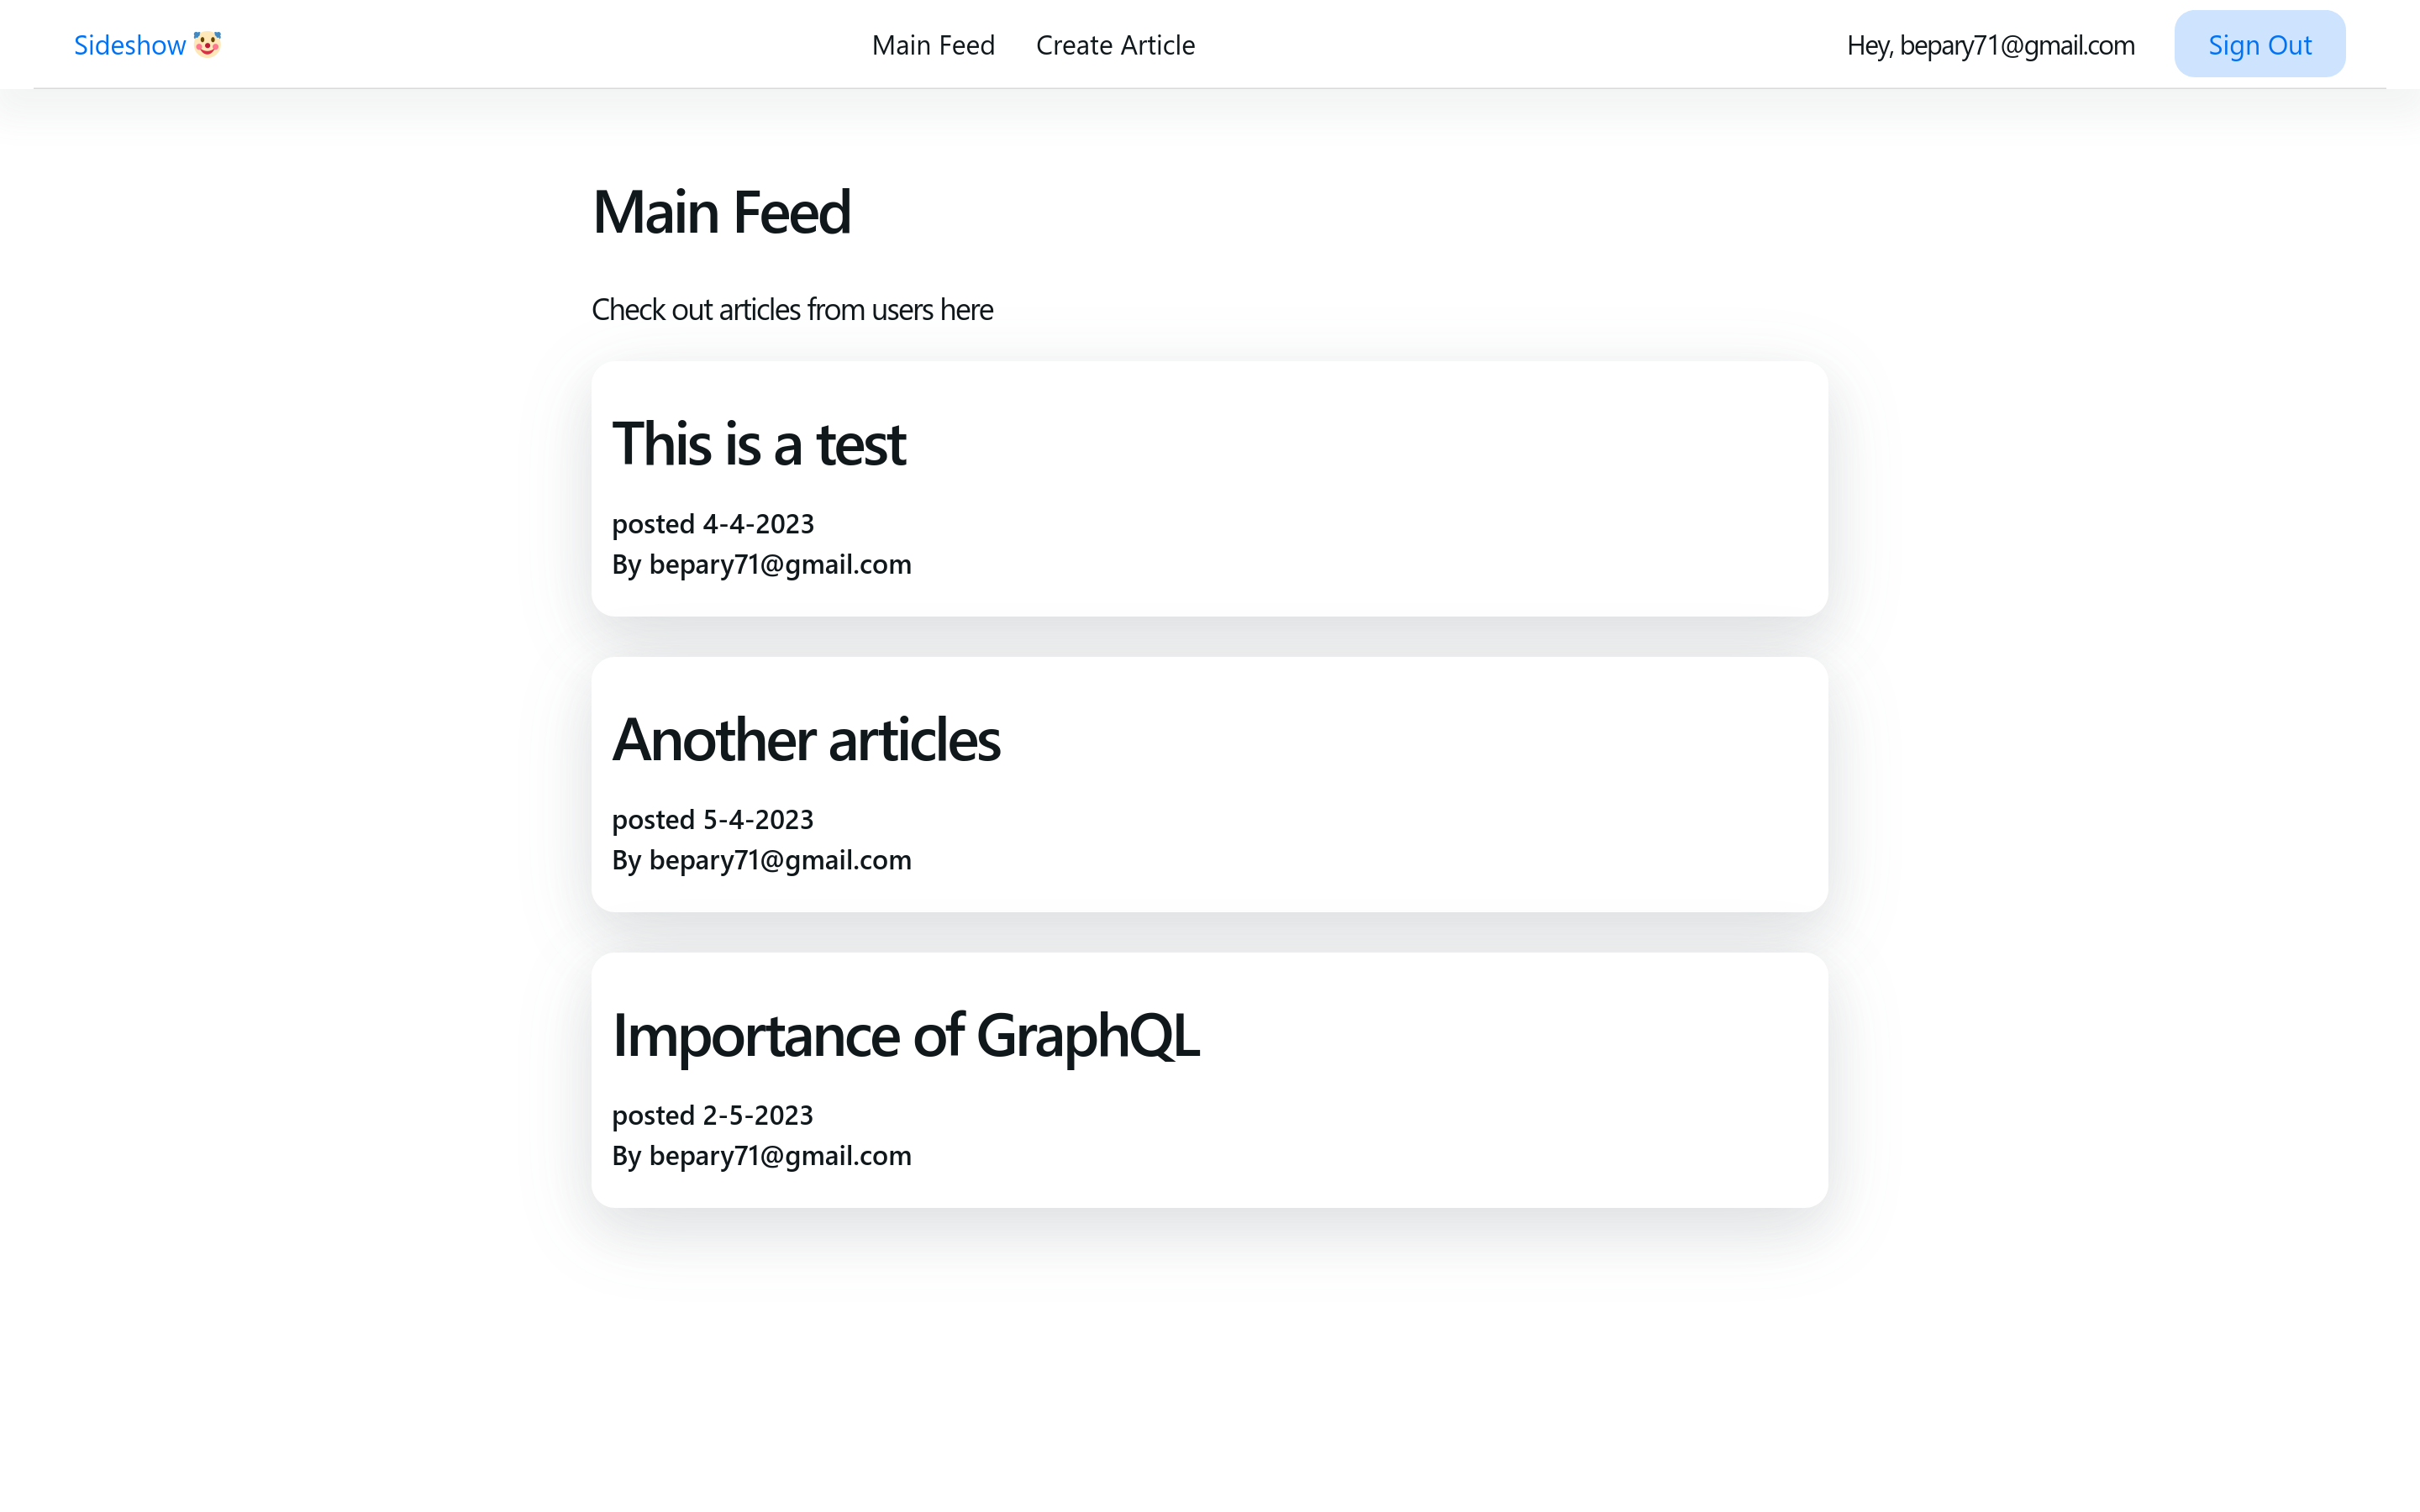 Sideshow 🤡
Main Feed
Create Article
Hey, bepary71@gmail.com
Sign Out
Main Feed
Check out articles from users here
This is a test
posted 4-4-2023
By bepary71@gmail.com
Another articles
posted 5-4-2023
By bepary71@gmail.com
Importance of GraphQL
posted 2-5-2023
By bepary71@gmail.com